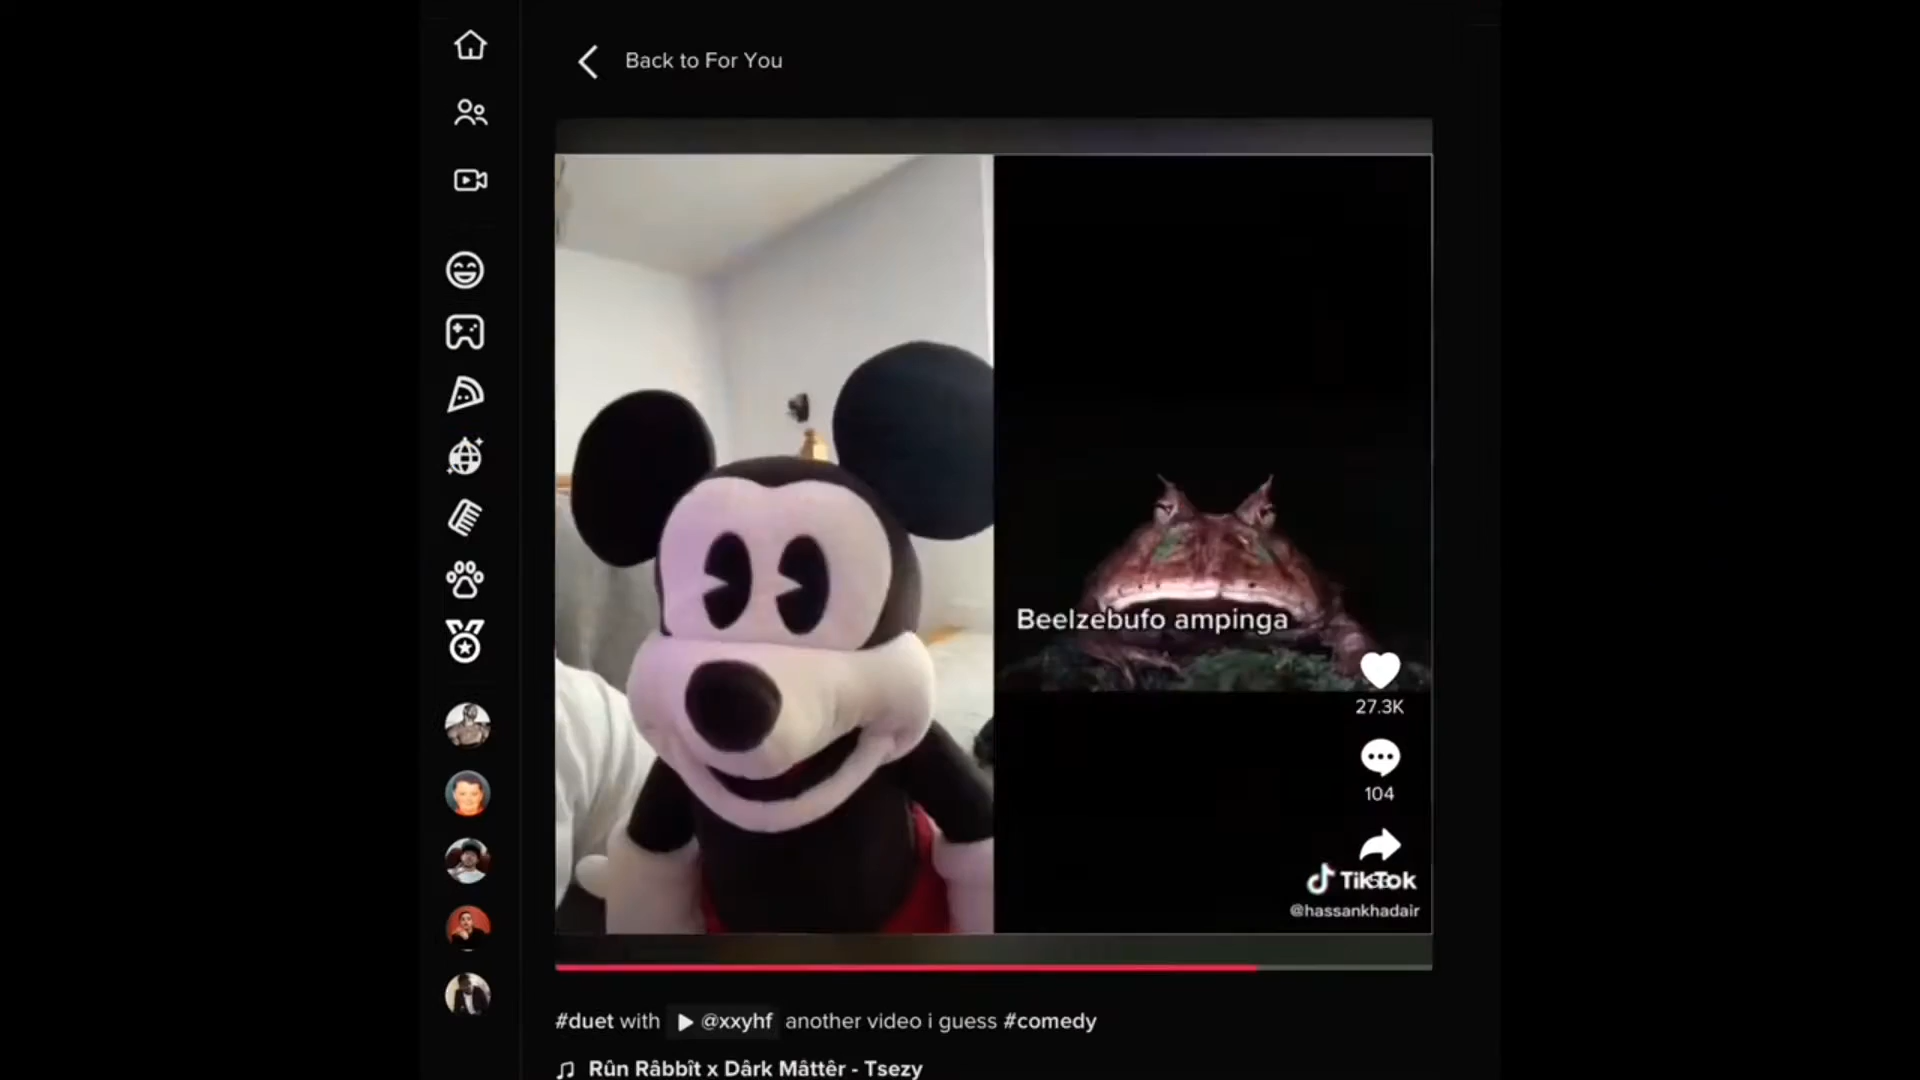 Back to For You
Beelzebufo ampinga
27.3K
104
TikTok
@hassankhadair
#duet with @xxyhf another video i guess #comedy
Rûn Râbbît x Dârk Mâttêr - Tsezy